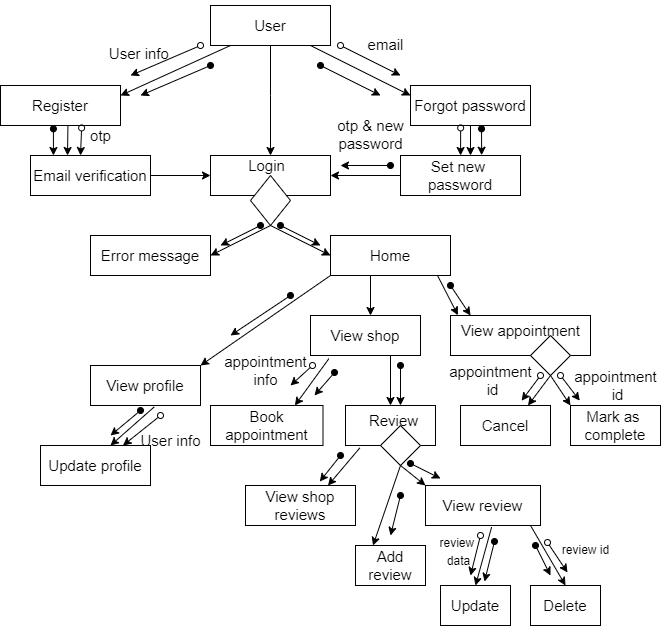 User
User info
email
Register
Forgot password
otp
otp & new
password
Email verification
Login
Set new
password
Error message
Home
View shop
View appointment
appointment
info
appointment
id
appointment
id
View profile
Book
appointment
Review
Cancel
Mark as
complete
User info
Update profile
View shop
reviews
View review
Add
review
review
data
review id
Update
Delete